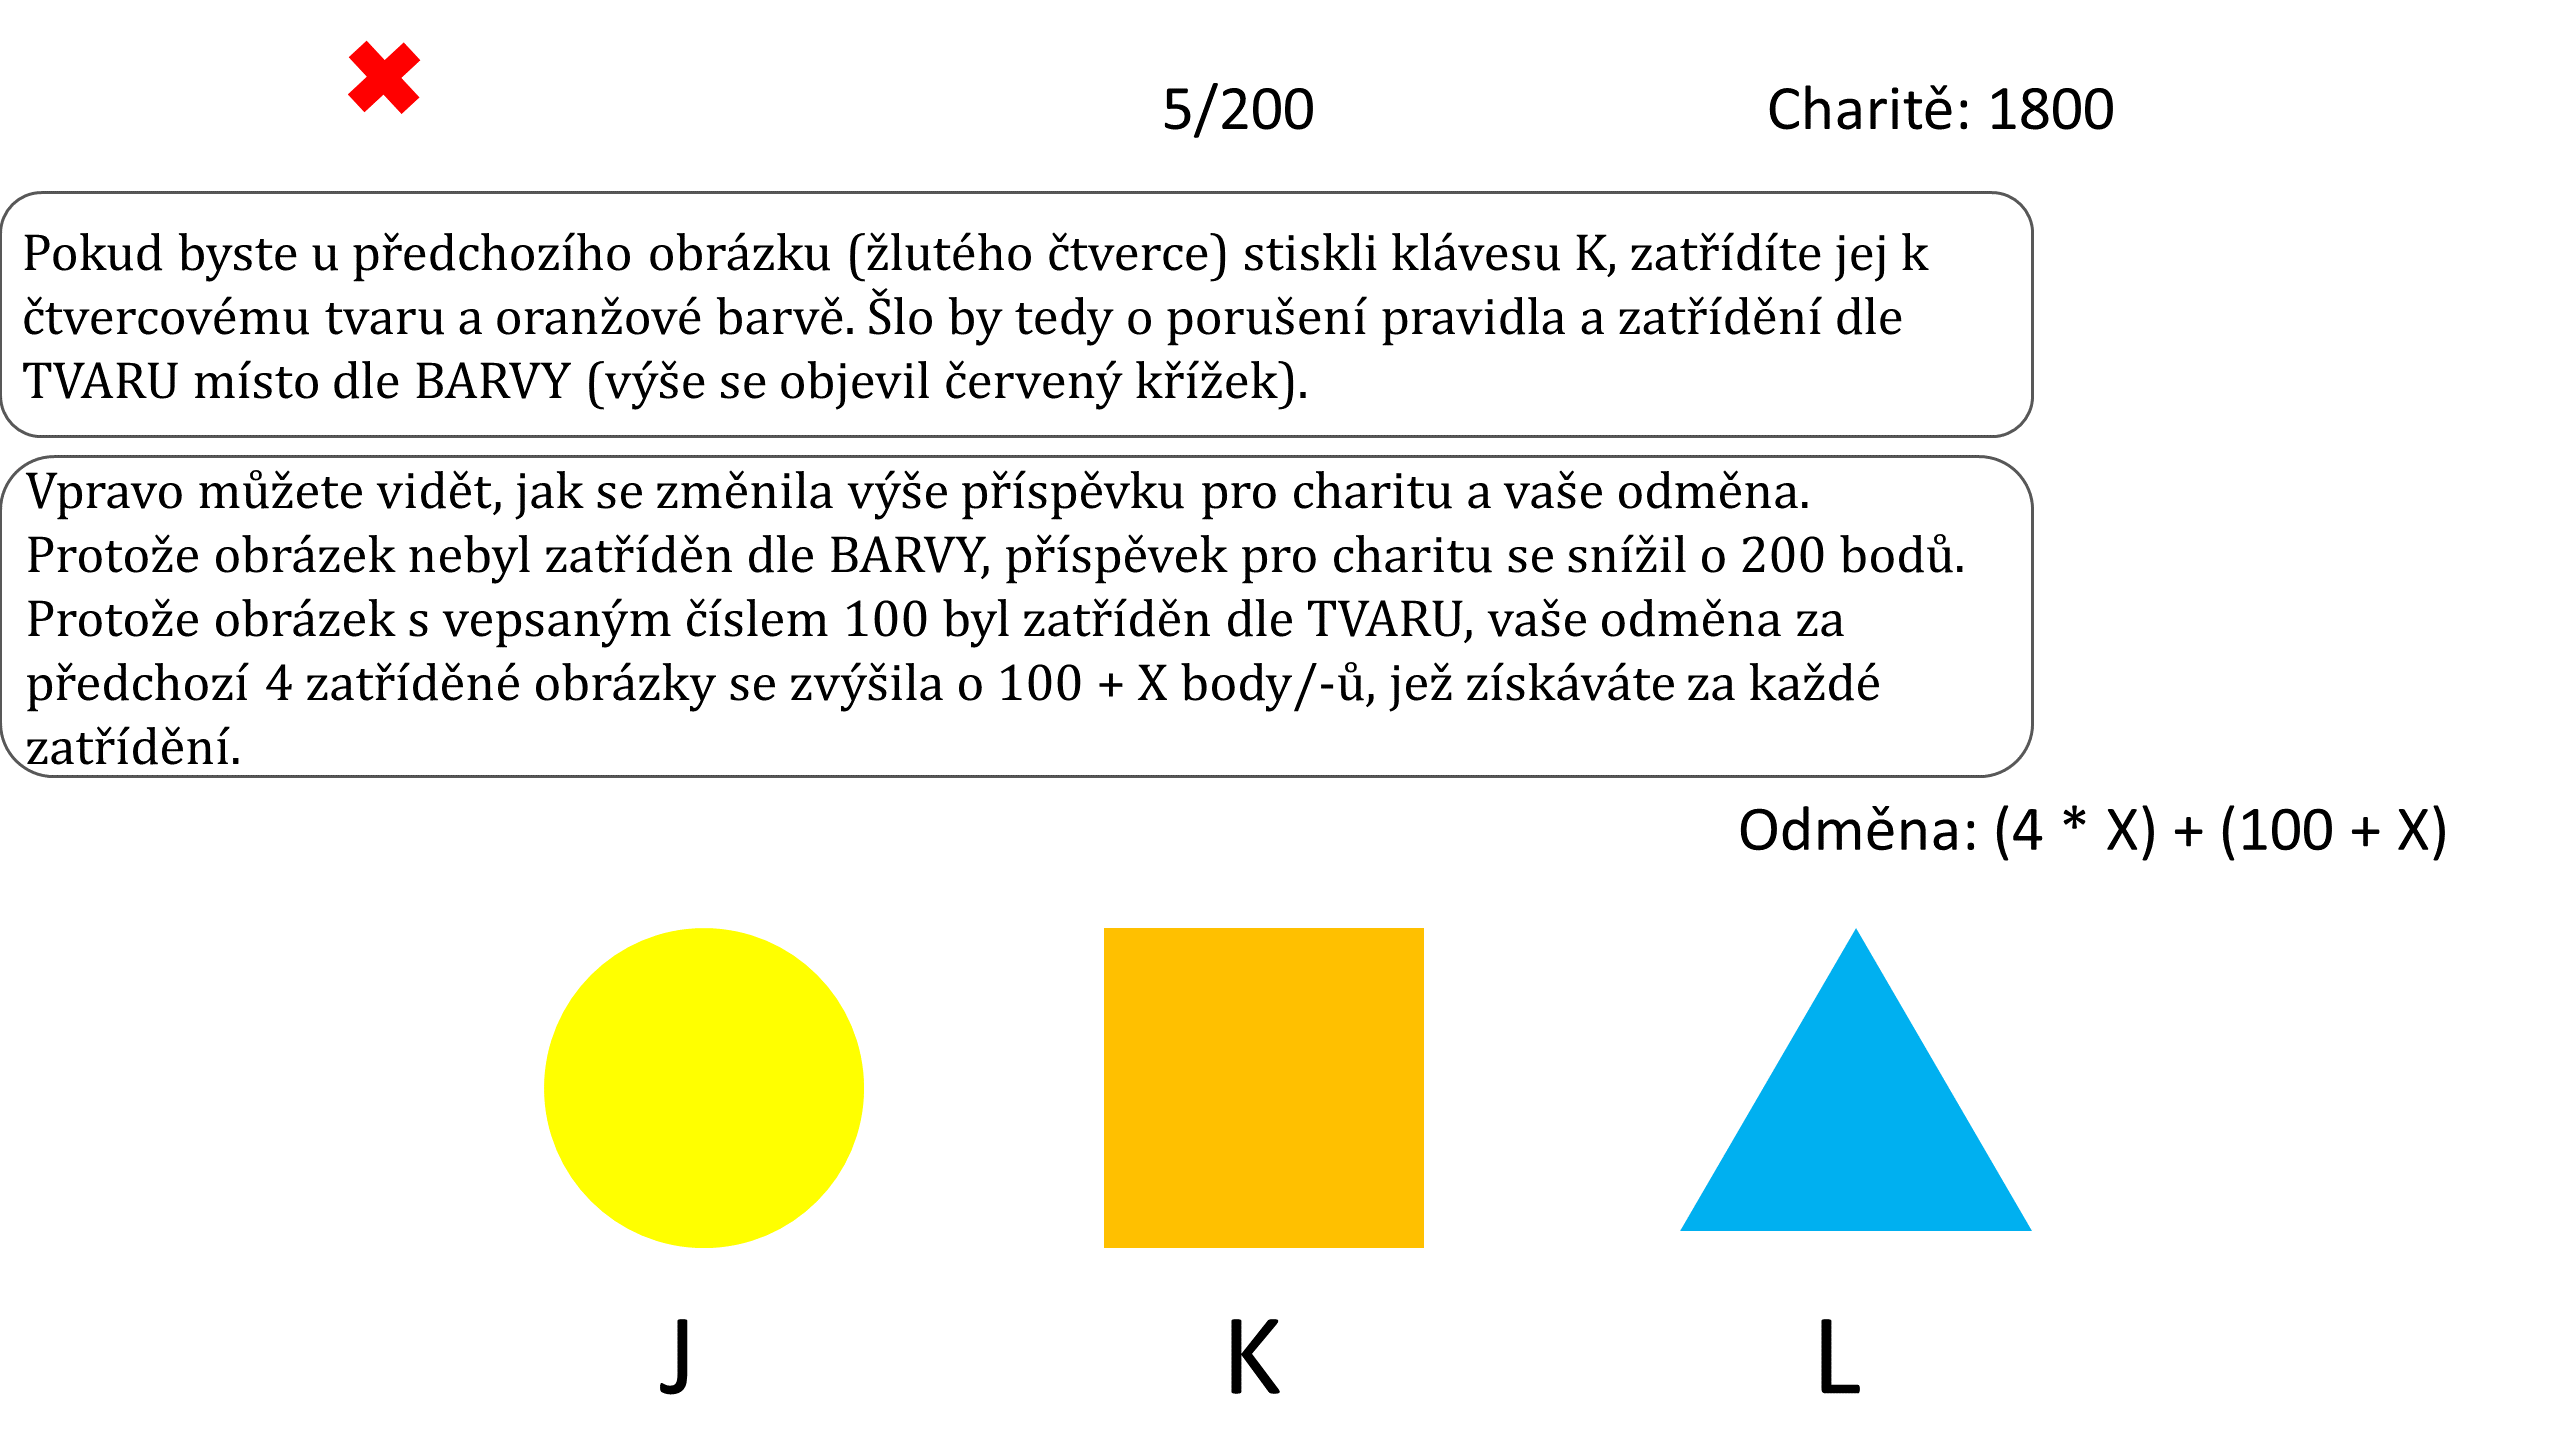 5/200
Charitě: 1800
Pokud byste u předchozího obrázku (žlutého čtverce) stiskli klávesu K, zatřídíte jej k
čtvercovému tvaru a oranžové barvě. Šlo by tedy o porušení pravidla a zatřídění dle
TVARU místo dle BARVY (výše se objevil červený křížek).
Vpravo můžete vidět, jak se změnila výše příspěvku pro charitu a vaše odměna.
Protože obrázek nebyl zatříděn dle BARVY, příspěvek pro charitu se snížil o 200 bodů.
Protože obrázek s vepsaným číslem 100 byl zatříděn dle TVARU, vaše odměna za
předchozí 4 zatříděné obrázky se zvýšila o 100 + X body/-ů, jež získáváte za každé
zatřídění.
Odměna: (4 * X) + (100 + X)
J
K
L